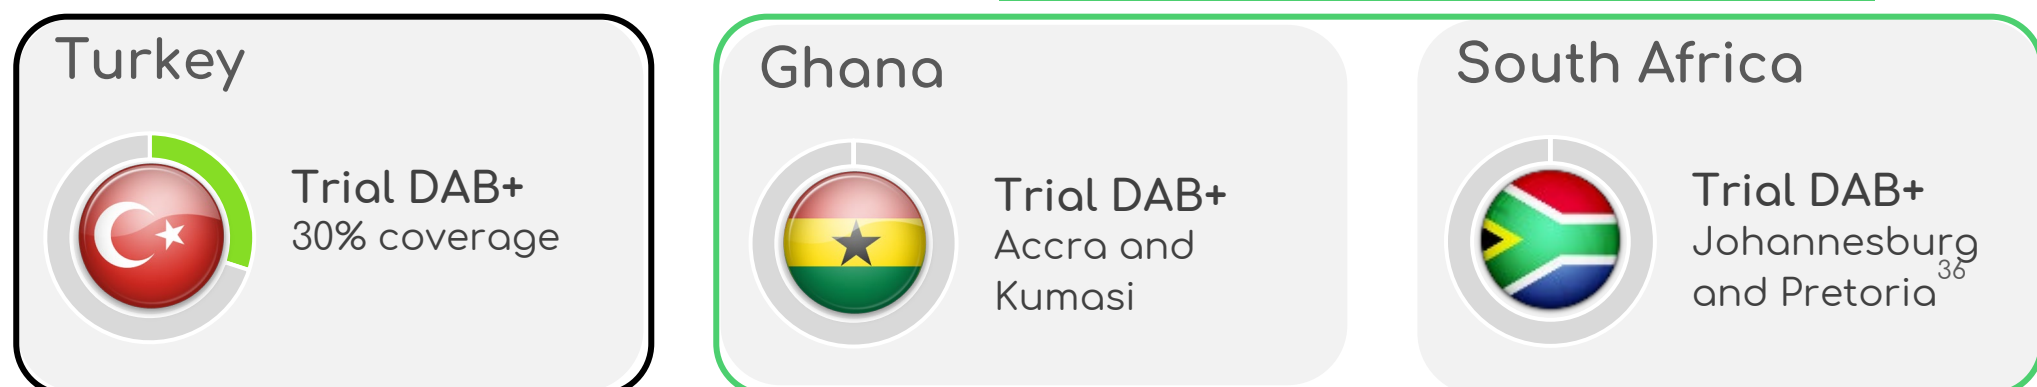 Turkey
Trial DAB+
30% coverage
Ghana
Trial DAB+
Accra and
Kumasi
South Africa
Trial DAB+
Johannesburg
and Pretoria
36